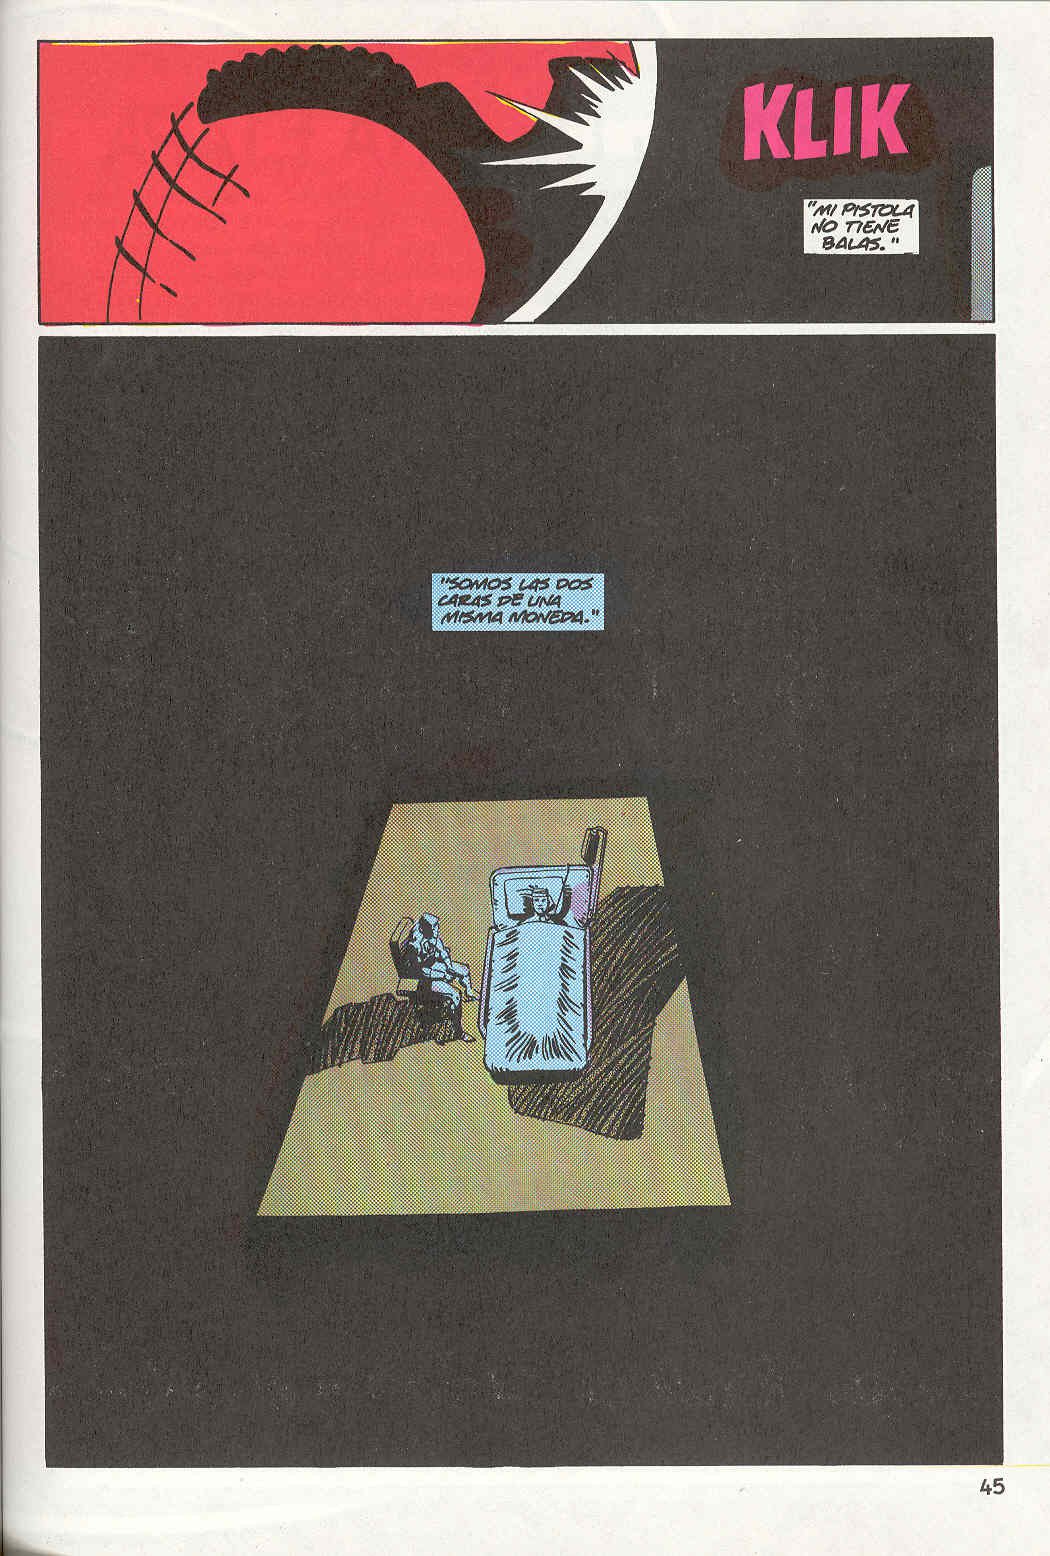 KLIK
"MI PISTOLA
NO TIENE
BALAS."
"SOMOS LAS DOS
CARAS DE UNA
MISMA MONEDA."
45